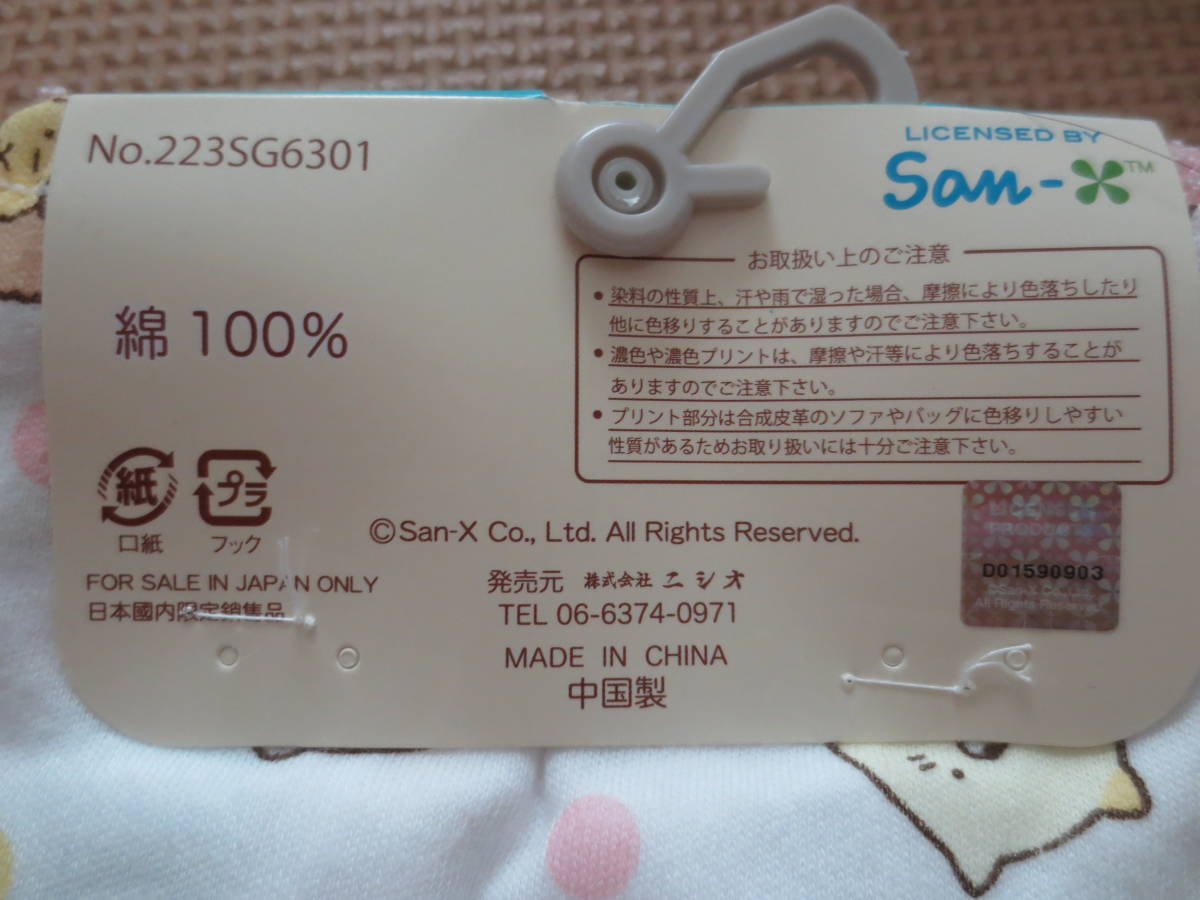 No.223SG6301
LICENSED BY
San-X™
お取扱い上のご注意
• 染料の性質上、汗や雨で湿った場合、摩擦により色落ちしたり
他に色移りすることがありますのでご注意下さい。
• 濃色や濃色プリントは、摩擦や汗等により色落ちすることが
ありますのでご注意下さい。
• プリント部分は合成皮革のソファやバッグに色移りしやすい
性質があるためお取り扱いには十分ご注意下さい。
綿 100%
紙 プラ
口紙 フック
©San-X Co., Ltd. All Rights Reserved.
D01590903
©San-X Co., Ltd.
All Rights Reserved.
FOR SALE IN JAPAN ONLY
日本國内限定銷售品
発売元 株式会社 ニシオ
TEL 06-6374-0971
MADE IN CHINA
中国製